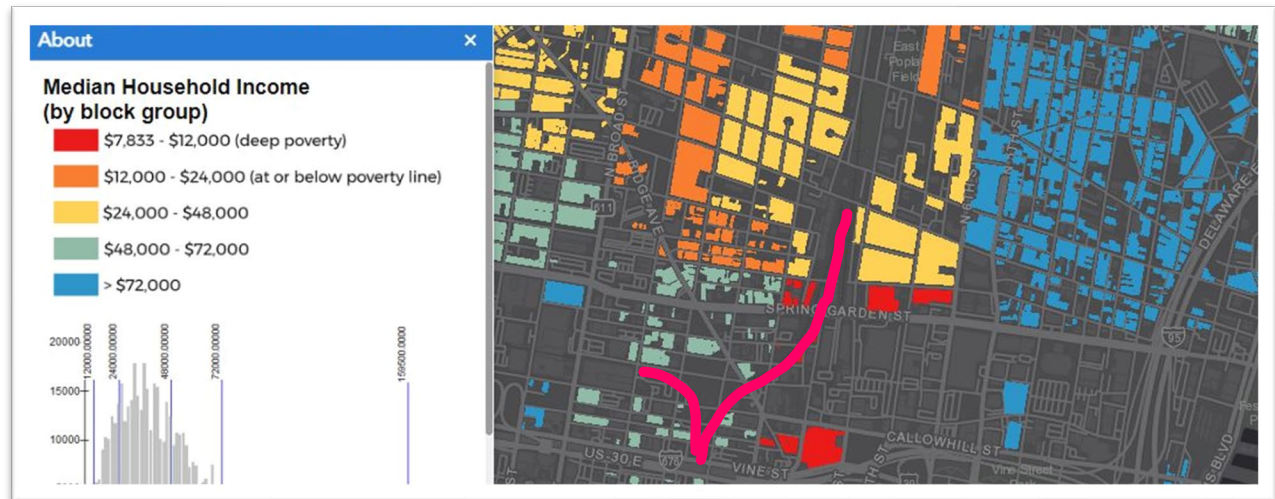 About ×
Median Household Income
(by block group)
$7,833 - $12,000 (deep poverty)
$12,000 - $24,000 (at or below poverty line)
$24,000 - $48,000
$48,000 - $72,000
> $72,000
12000.00000
24000.00000
48000.00000
72000.00000
159500.0000
20000
15000
10000
East
Poplar
Field
N BROAD ST
RIDGE AVE
611
N 6TH S
DELAWARE
SPRING GARDEN ST
95
CALLOWHILL ST
US-30 E
676
VINE ST
Vine Street
S BLVD